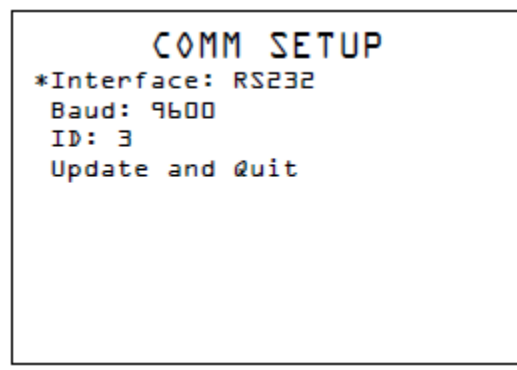 COMM SETUP
*Interface: RS232
Baud: 9600
ID: 3
Update and Quit